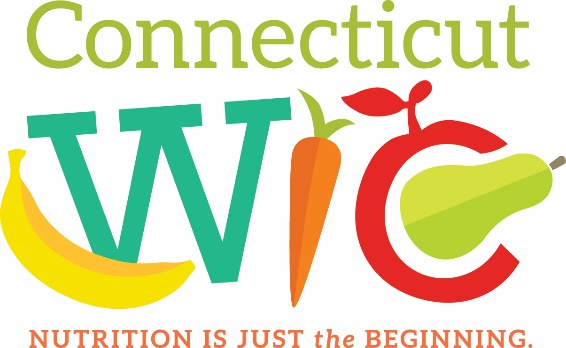 Connecticut
WIC
NUTRITION IS JUST the BEGINNING.